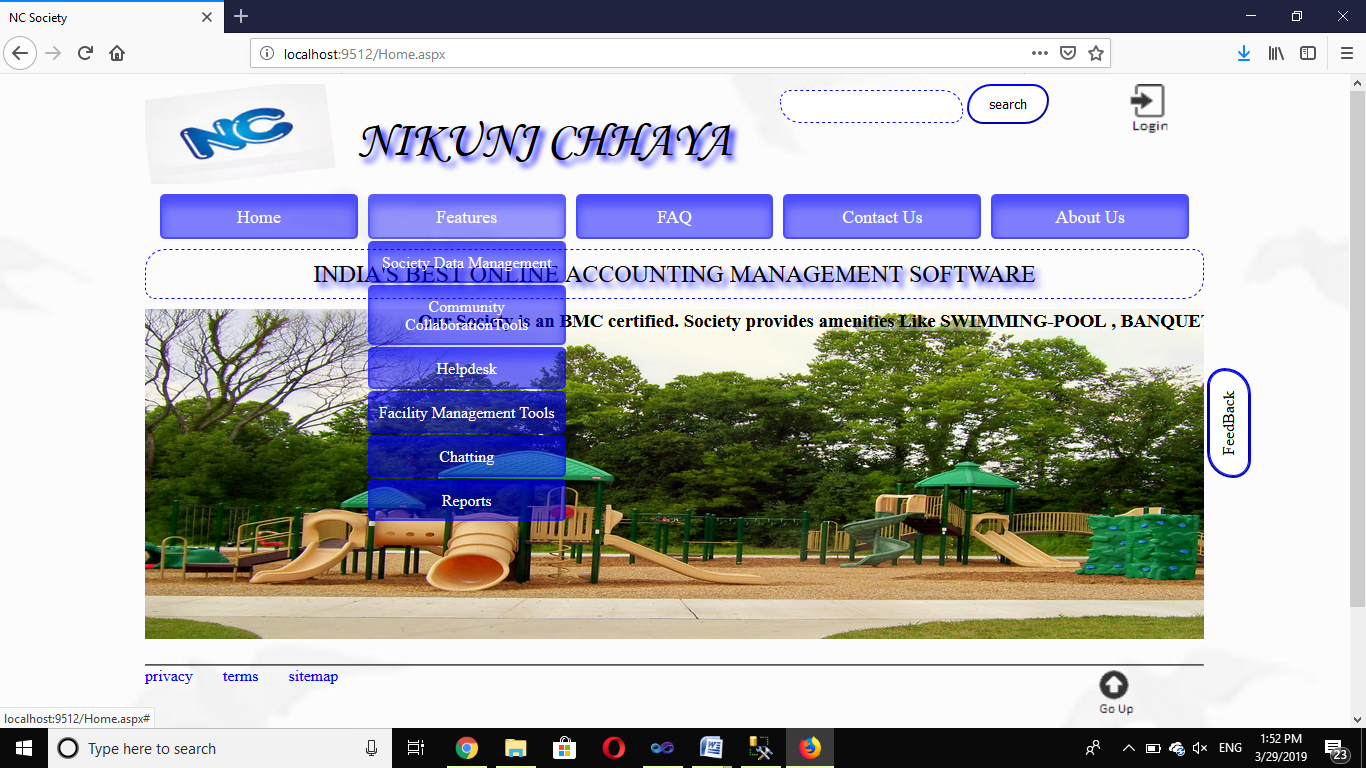 NC Society
localhost:9512/Home.aspx
NC
NIKUNJ CHHAYA
search
Login
Home
Features
FAQ
Contact Us
About Us
Society Data Management
INDIA'S BEST ONLINE ACCOUNTING MANAGEMENT SOFTWARE
Community
CollaborationTools
Our Society is an BMC certified. Society provides amenities Like SWIMMING-POOL , BANQUET
Helpdesk
Facility Management Tools
Chatting
Reports
FeedBack
privacy
terms
sitemap
Go Up
localhost:9512/Home.aspx#
Type here to search
ENG
1:52 PM
3/29/2019
23